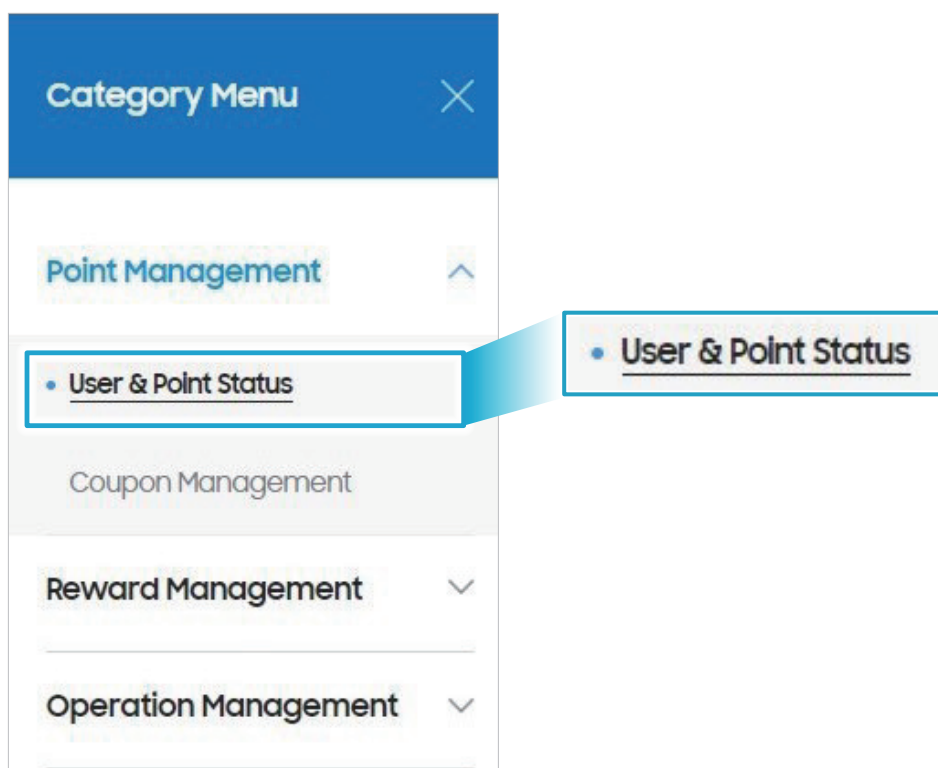 Category Menu
Point Management
User & Point Status
User & Point Status
Coupon Management
Reward Management
Operation Management